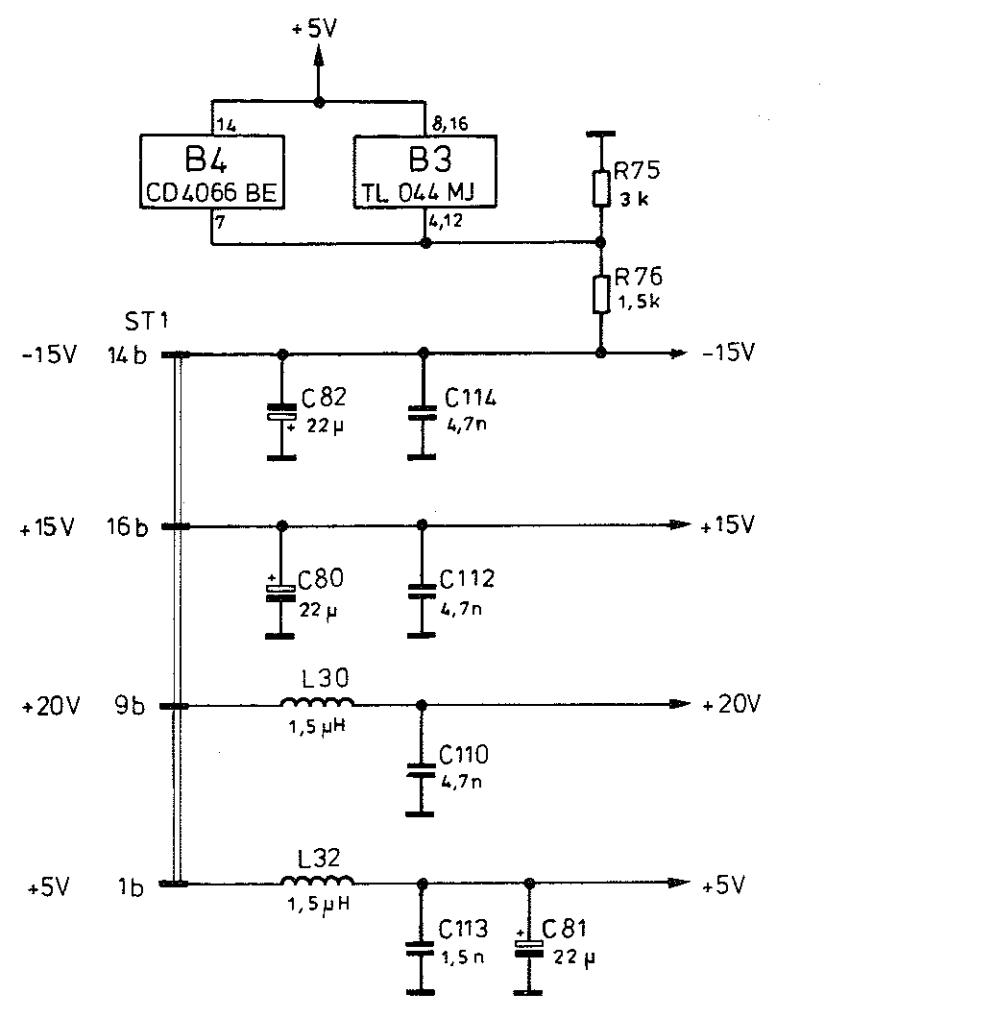 +5V
14
8,16
B4
CD4066 BE
B3
TL 044 MJ
7
4,12
R75
3 k
R76
1,5k
ST1
-15V 14b
-15V
C82
+ 22 µ
C114
4,7n
+15V 16b
+15V
+ C80
22 µ
C112
4,7n
L30
+20V 9b
+20V
1,5 µH
C110
4,7n
L32
+5V 1b
+5V
1,5 µH
C113
1,5 n
+ C81
22 µ